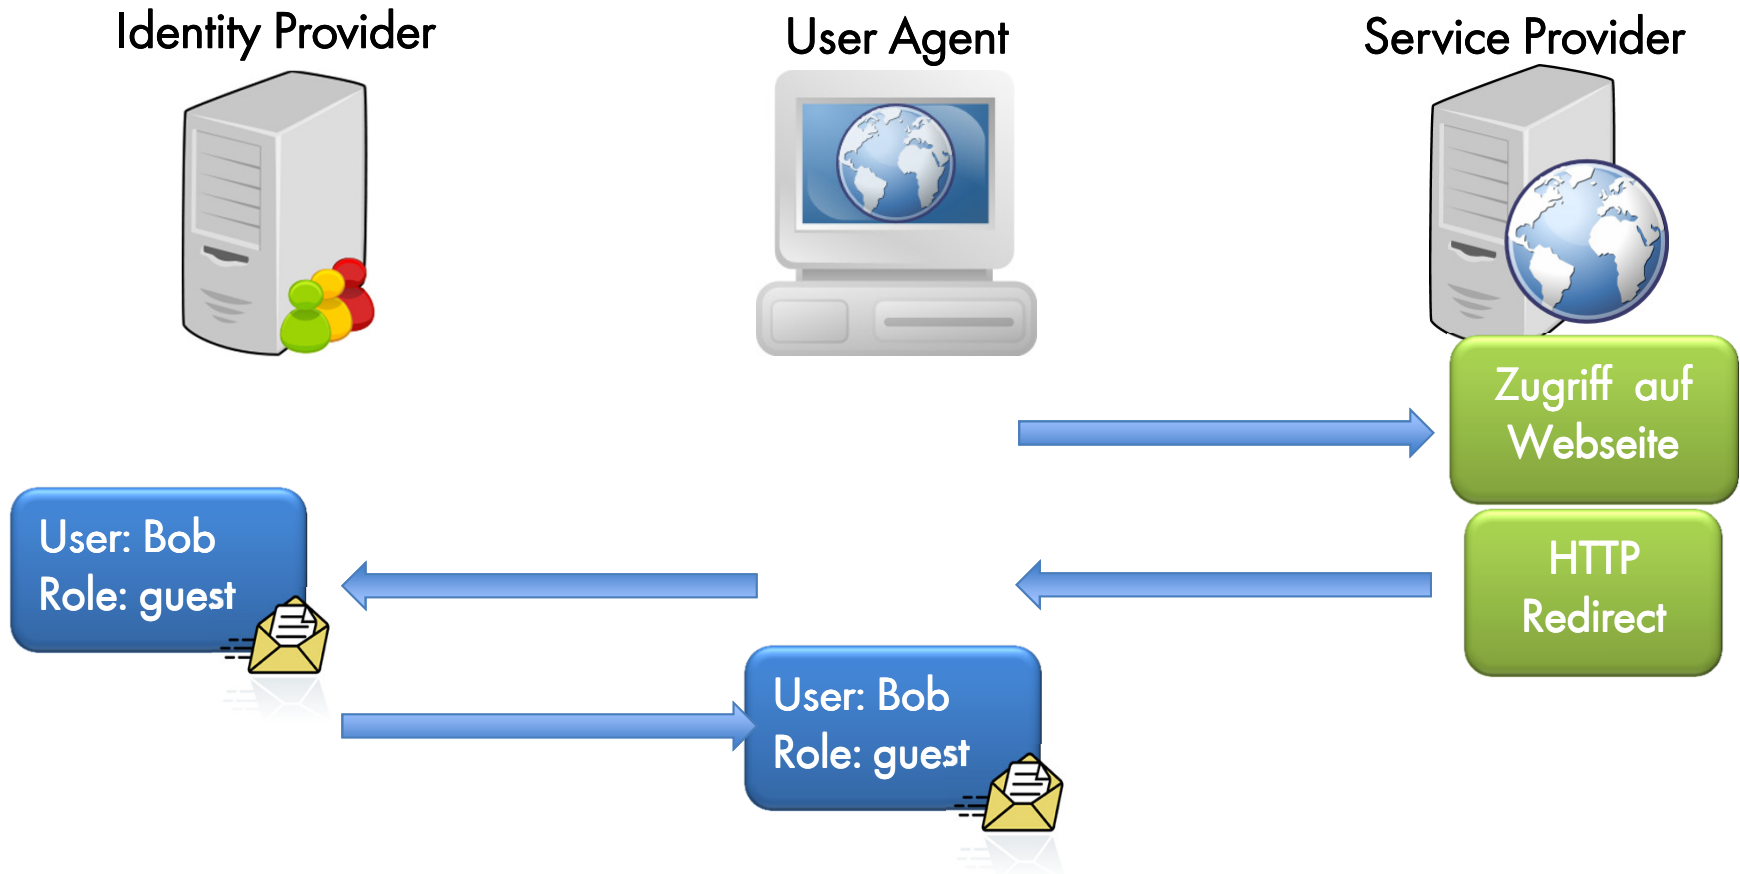 Identity Provider
User Agent
Service Provider
Zugriff auf
Webseite
User: Bob
Role: guest
HTTP
Redirect
User: Bob
Role: guest